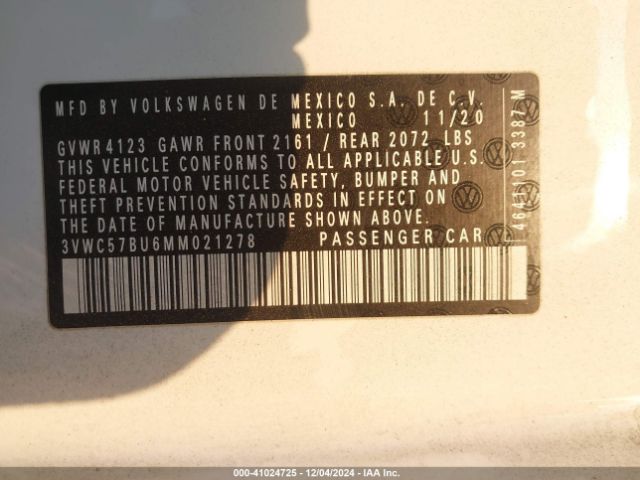 MFD BY VOLKSWAGEN DE MEXICO S.A. DE C.V.
MEXICO 11/20
GVWR 4123 GAWR FRONT 2161 / REAR 2072 LBS
THIS VEHICLE CONFORMS TO ALL APPLICABLE U.S.
FEDERAL MOTOR VEHICLE SAFETY, BUMPER AND
THEFT PREVENTION STANDARDS IN EFFECT ON
THE DATE OF MANUFACTURE SHOWN ABOVE.
3VWC57BU6MM021278 PASSENGER CAR
000-41024725 - 12/04/2024 - IAA Inc.